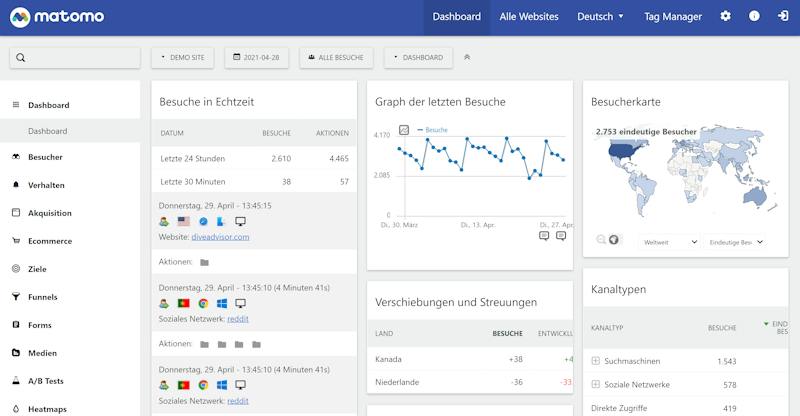 matomo
Dashboard
Alle Websites
Deutsch
Tag Manager
DEMO SITE
2021-04-28
ALLE BESUCHE
DASHBOARD
Dashboard
Dashboard
Besucher
Verhalten
Akquisition
Ecommerce
Ziele
Funnels
Forms
Medien
A/B Tests
Heatmaps
Besuche in Echtzeit
DATUM BESUCHE AKTIONEN
Letzte 24 Stunden 2.610 4.465
Letzte 30 Minuten 38 57
Donnerstag, 29. April - 13:45:15
Website: diveadvisor.com
Aktionen:
Donnerstag, 29. April - 13:45:10 (4 Minuten 41s)
Soziales Netzwerk: reddit
Aktionen:
Donnerstag, 29. April - 13:45:10 (4 Minuten 41s)
Soziales Netzwerk: reddit
Graph der letzten Besuche
Besuche
4.170
2.085
0
Di, 30. März Di, 13. Apr. Di, 27. Apr
Verschiebungen und Streuungen
LAND BESUCHE ENTWICKLU
Kanada +38 +4
Niederlande -36 -33.
Besucherkarte
2.753 eindeutige Besucher
Weltweit
Eindeutige Besu
Kanaltypen
KANALTYP BESUCHE EIND
BES
Suchmaschinen 1.543
Soziale Netzwerke 578
Direkte Zugriffe 419